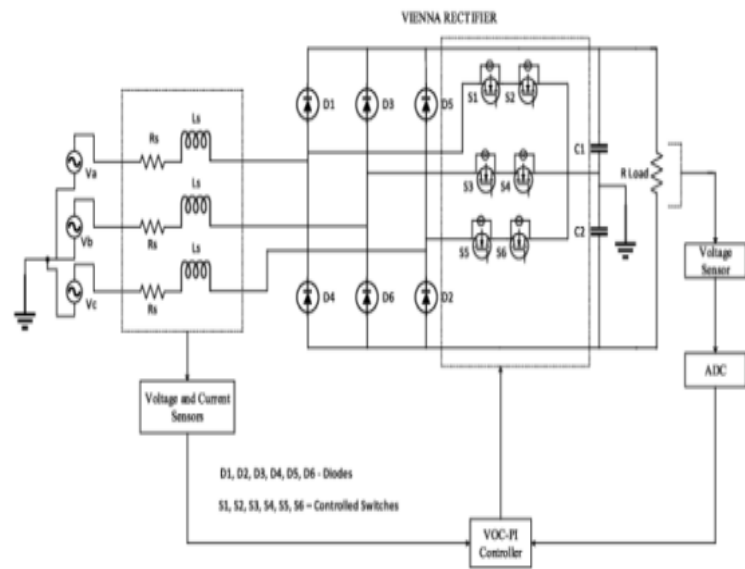 VIENNA RECTIFIER
Ls
Rs
Va
Ls
Rs
Vb
Ls
Rs
Vc
D1
D3
D5
D4
D6
D2
S1
S2
S3
S4
S5
S6
C1
C2
R Load
Voltage
Sensor
ADC
Voltage and Current
Sensors
D1, D2, D3, D4, D5, D6 - Diodes
S1, S2, S3, S4, S5, S6 – Controlled Switches
VOC-PI
Controller